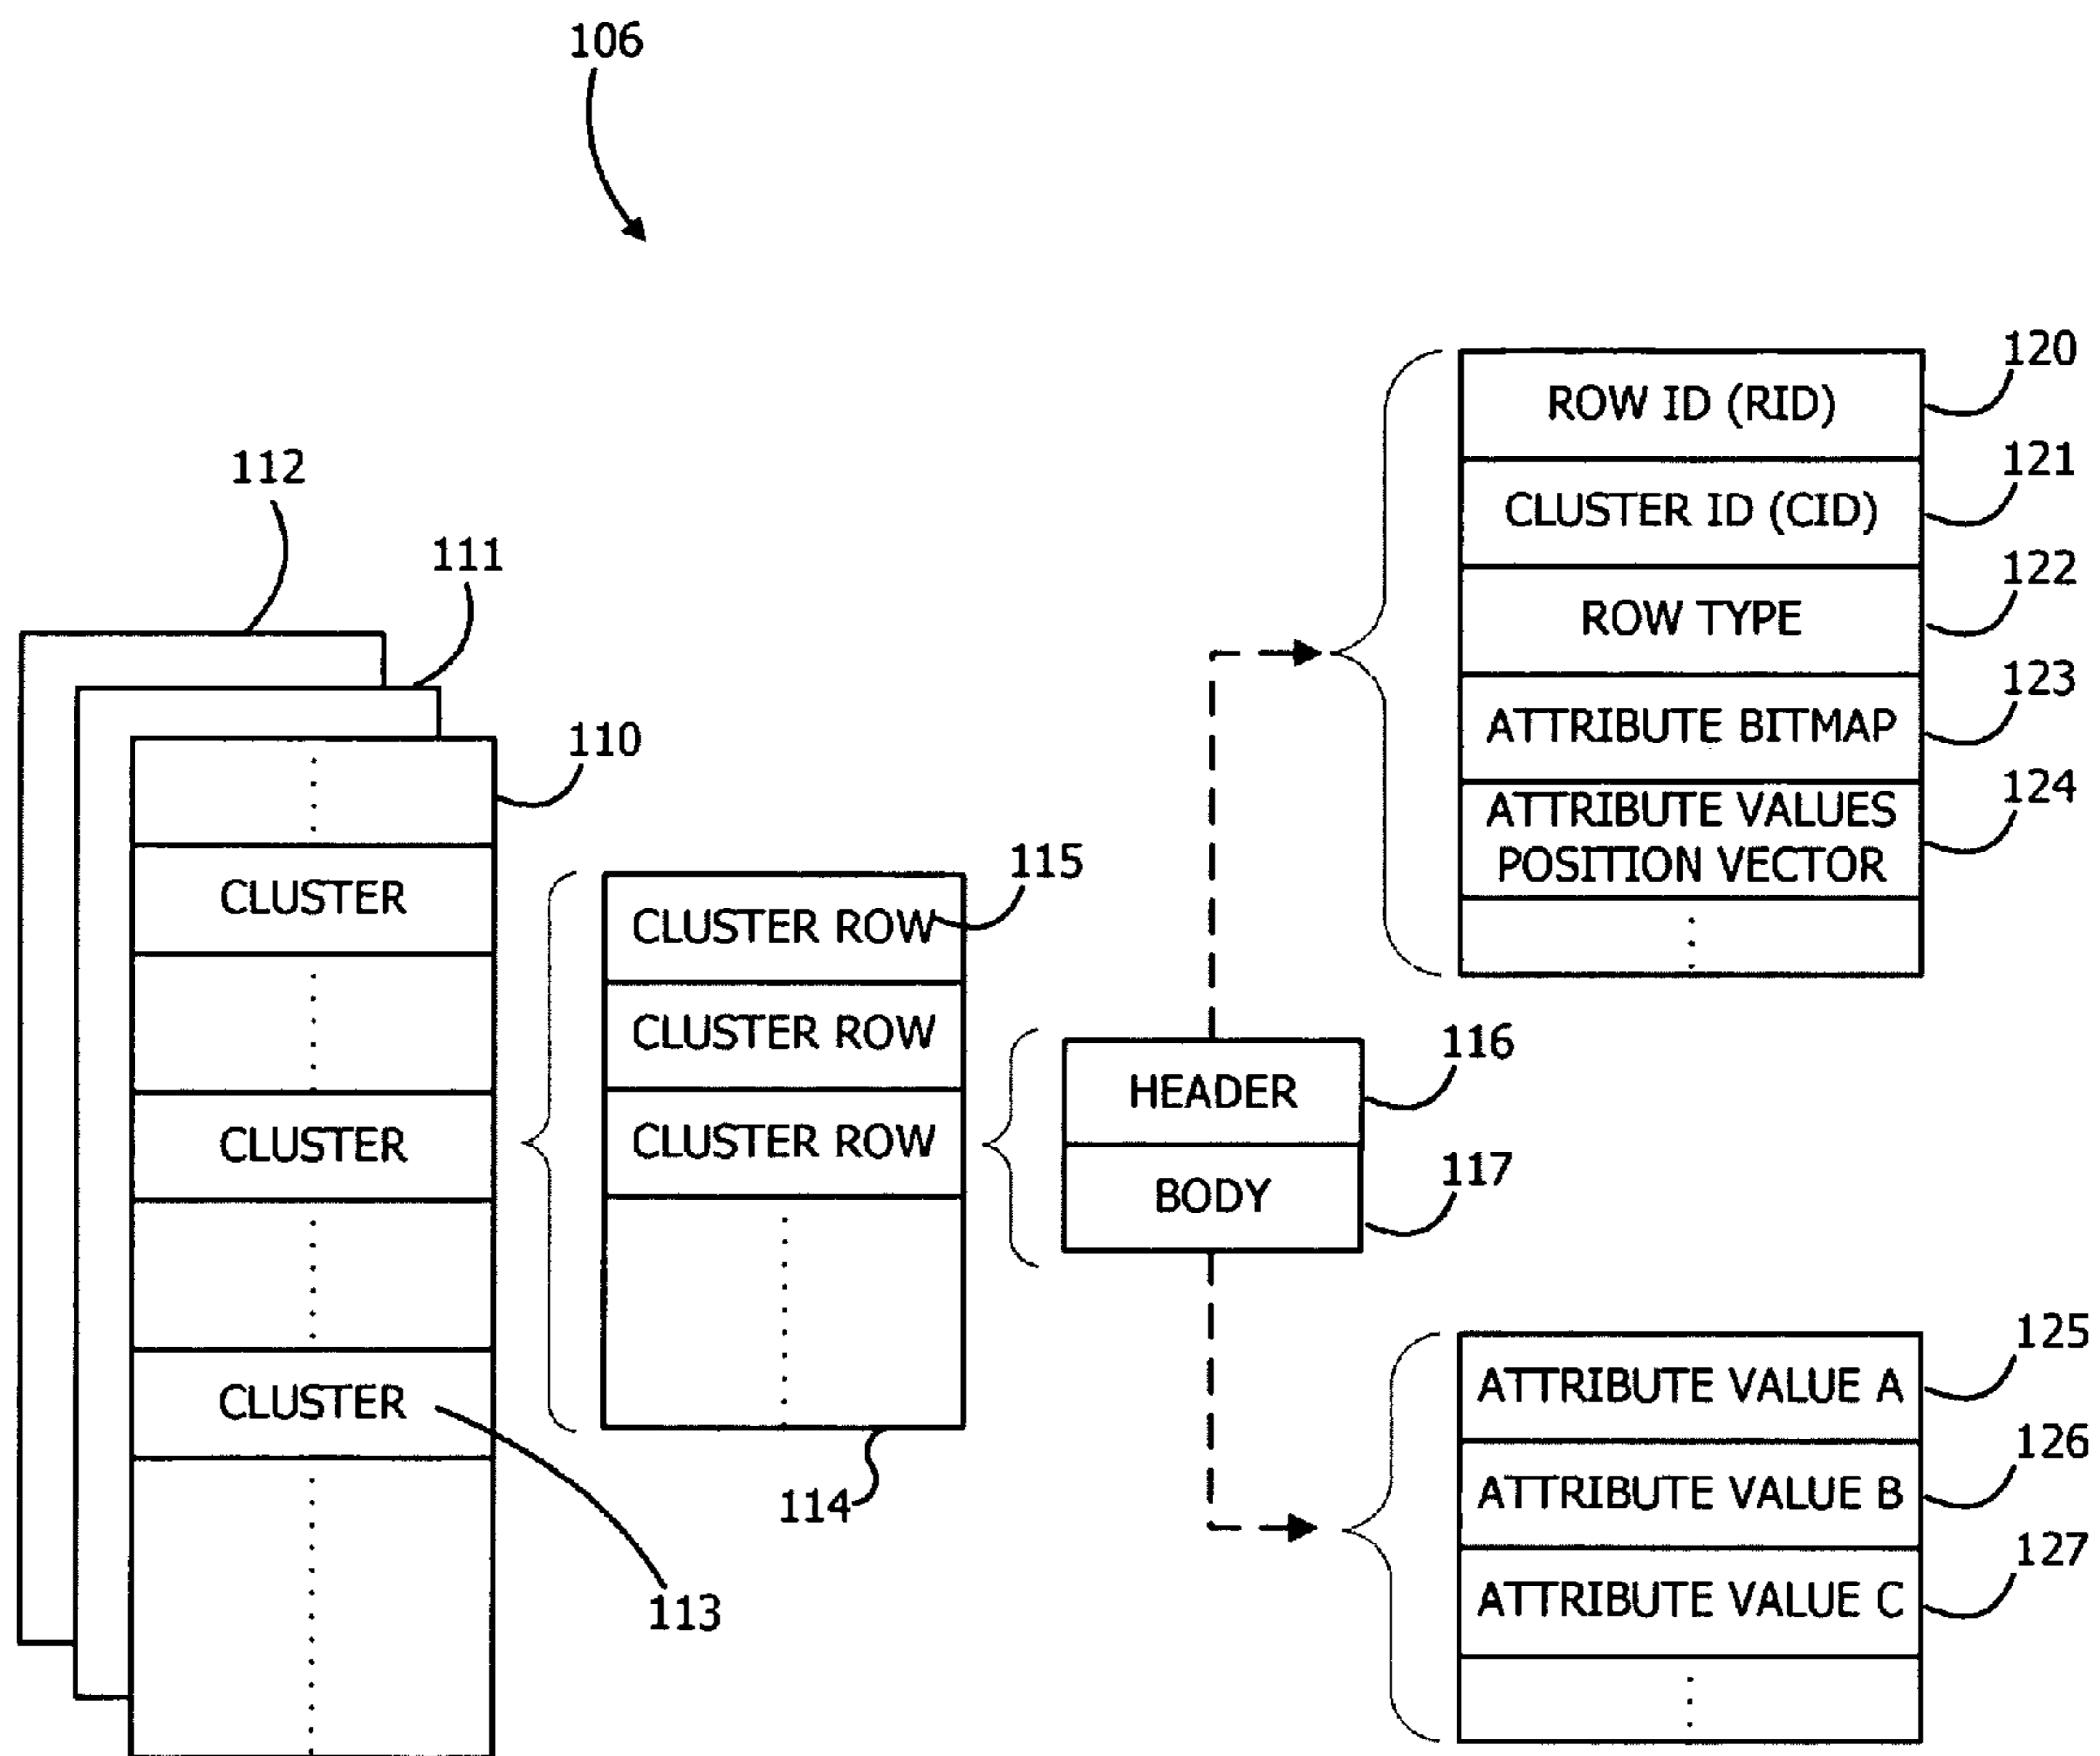 106
112
111
110
CLUSTER
CLUSTER
CLUSTER
113
CLUSTER ROW
115
CLUSTER ROW
CLUSTER ROW
114
HEADER
116
BODY
117
ROW ID (RID)
120
CLUSTER ID (CID)
121
ROW TYPE
122
ATTRIBUTE BITMAP
123
ATTRIBUTE VALUES
POSITION VECTOR
124
ATTRIBUTE VALUE A
125
ATTRIBUTE VALUE B
126
ATTRIBUTE VALUE C
127